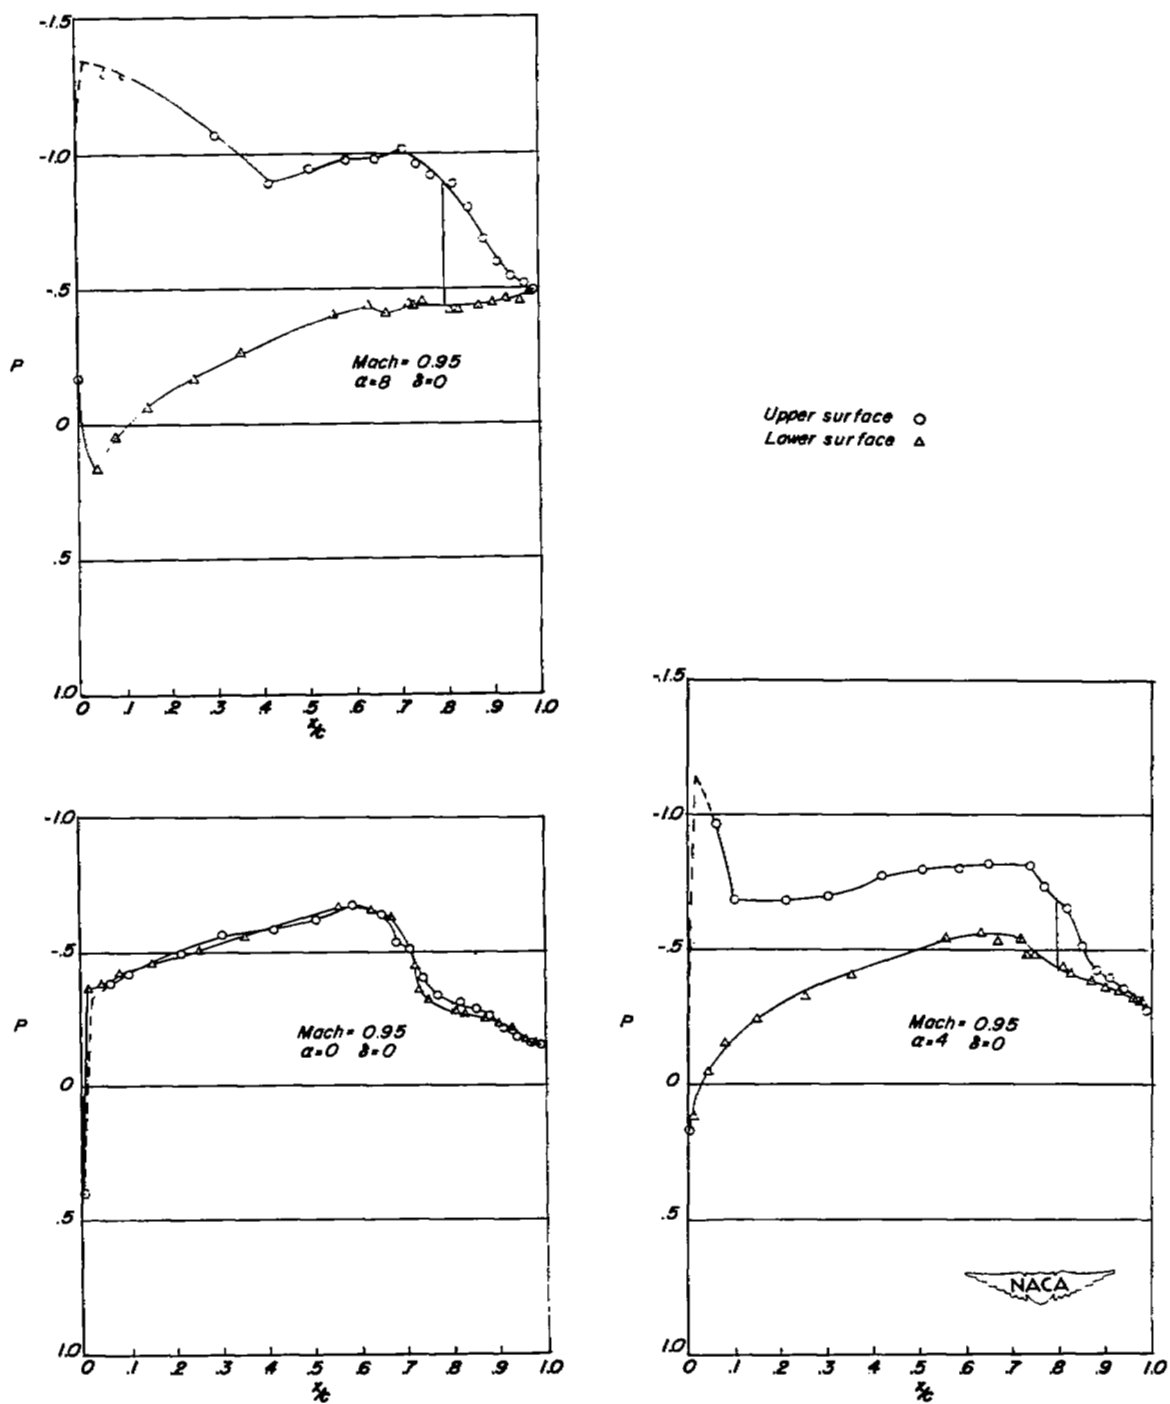 -1.5
-1.0
-.5
P
0
.5
1.0
Mach = 0.95
α=8 δ=0
0 .1 .2 .3 .4 .5 .6 .7 .8 .9 1.0
x/c
Upper surface ○
Lower surface △
-1.0
-.5
P
0
.5
1.0
Mach = 0.95
α=0 δ=0
0 .1 .2 .3 .4 .5 .6 .7 .8 .9 1.0
x/c
-1.5
-1.0
-.5
P
0
.5
1.0
Mach = 0.95
α=4 δ=0
NACA
0 .1 .2 .3 .4 .5 .6 .7 .8 .9 1.0
x/c